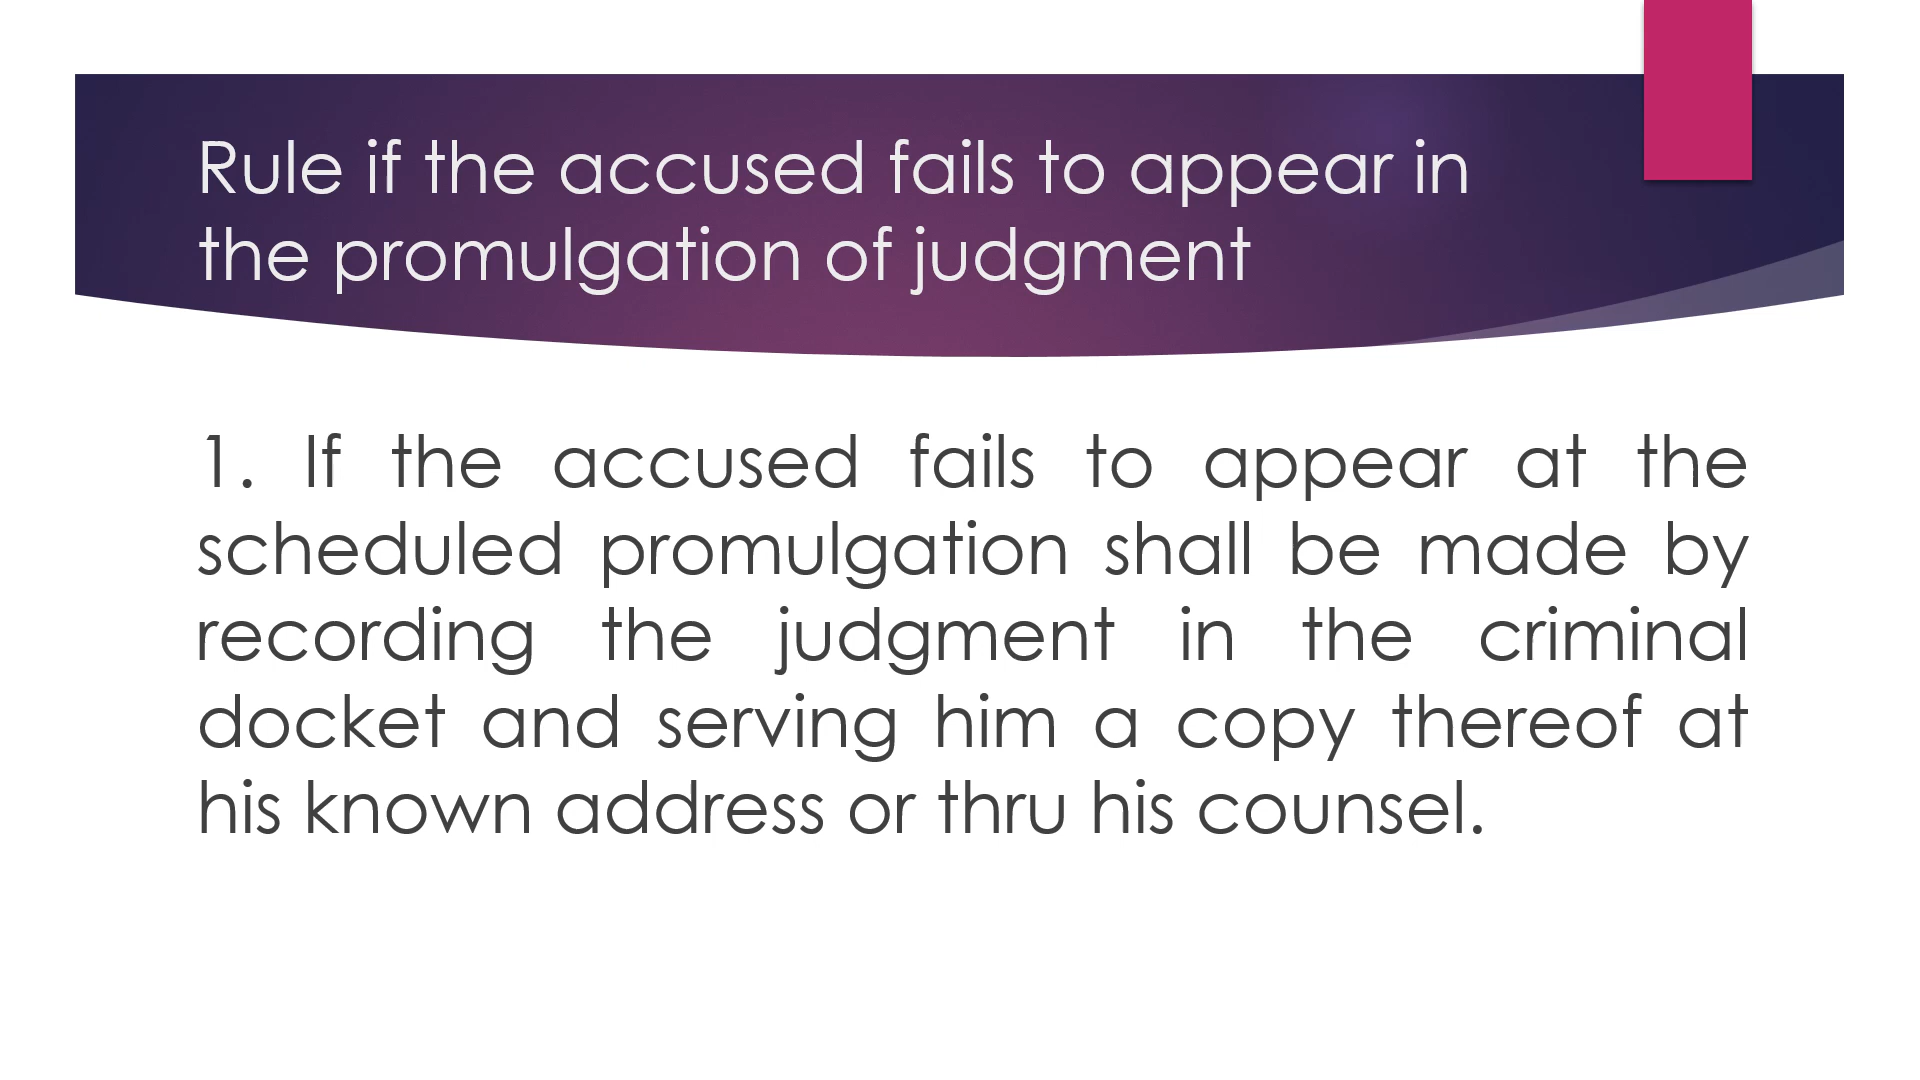 Rule if the accused fails to appear in
the promulgation of judgment
1. If the accused fails to appear at the
scheduled promulgation shall be made by
recording the judgment in the criminal
docket and serving him a copy thereof at
his known address or thru his counsel.